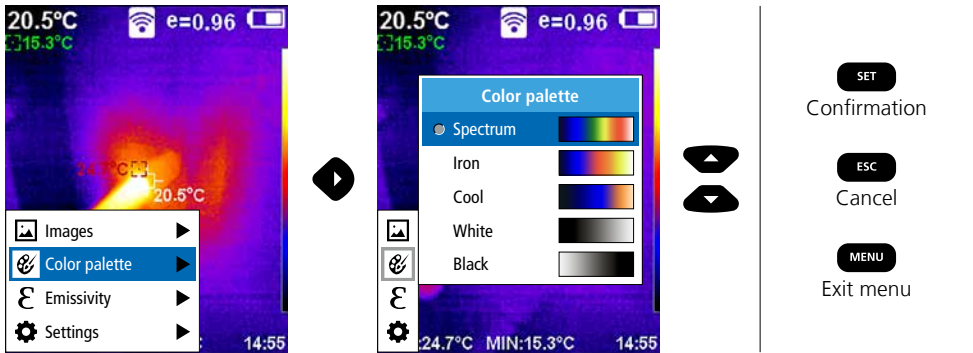 20.5°C e=0.96
15.3°C
24.7°C
20.5°C
Images
Color palette
Emissivity
Settings
14:55
20.5°C e=0.96
15.3°C
Color palette
Spectrum
Iron
Cool
White
Black
:24.7°C MIN:15.3°C 14:55
SET
Confirmation
ESC
Cancel
MENU
Exit menu